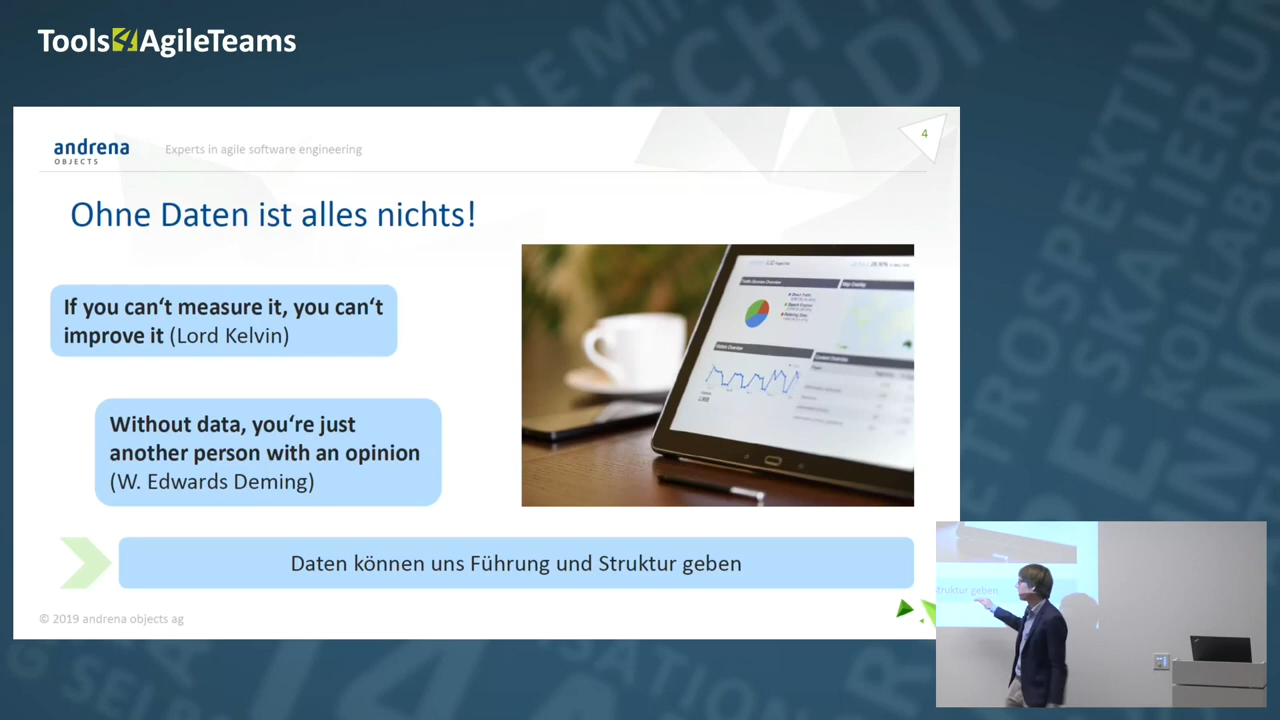 Tools4AgileTeams
andrena
OBJECTS
Experts in agile software engineering
4
Ohne Daten ist alles nichts!
If you can‘t measure it, you can‘t
improve it (Lord Kelvin)
Without data, you‘re just
another person with an opinion
(W. Edwards Deming)
Daten können uns Führung und Struktur geben
© 2019 andrena objects ag
Struktur geben